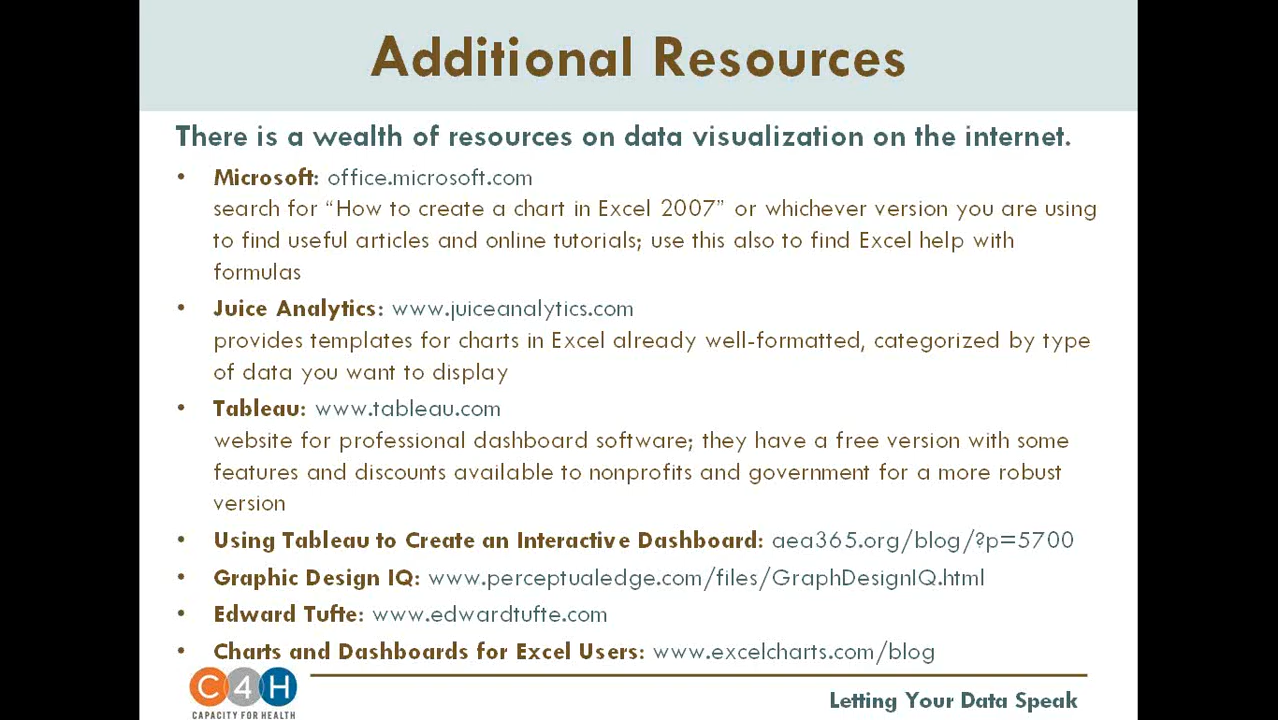 Additional Resources
There is a wealth of resources on data visualization on the internet.
• Microsoft: office.microsoft.com
search for “How to create a chart in Excel 2007” or whichever version you are using
to find useful articles and online tutorials; use this also to find Excel help with
formulas
• Juice Analytics: www.juiceanalytics.com
provides templates for charts in Excel already well-formatted, categorized by type
of data you want to display
• Tableau: www.tableau.com
website for professional dashboard software; they have a free version with some
features and discounts available to nonprofits and government for a more robust
version
• Using Tableau to Create an Interactive Dashboard: aea365.org/blog/?p=5700
• Graphic Design IQ: www.perceptualedge.com/files/GraphDesignIQ.html
• Edward Tufte: www.edwardtufte.com
• Charts and Dashboards for Excel Users: www.excelcharts.com/blog
C4H
CAPACITY FOR HEALTH
Letting Your Data Speak